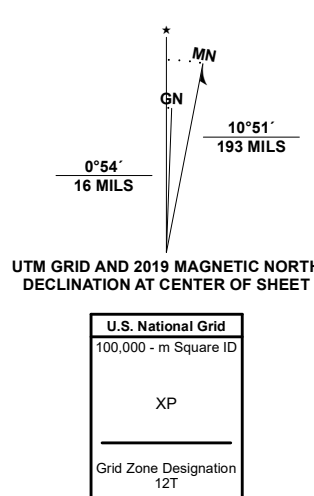 ★
MN
GN
10°51´
193 MILS
0°54´
16 MILS
UTM GRID AND 2019 MAGNETIC NORTH
DECLINATION AT CENTER OF SHEET
U.S. National Grid
100,000 - m Square ID
XP
Grid Zone Designation
12T